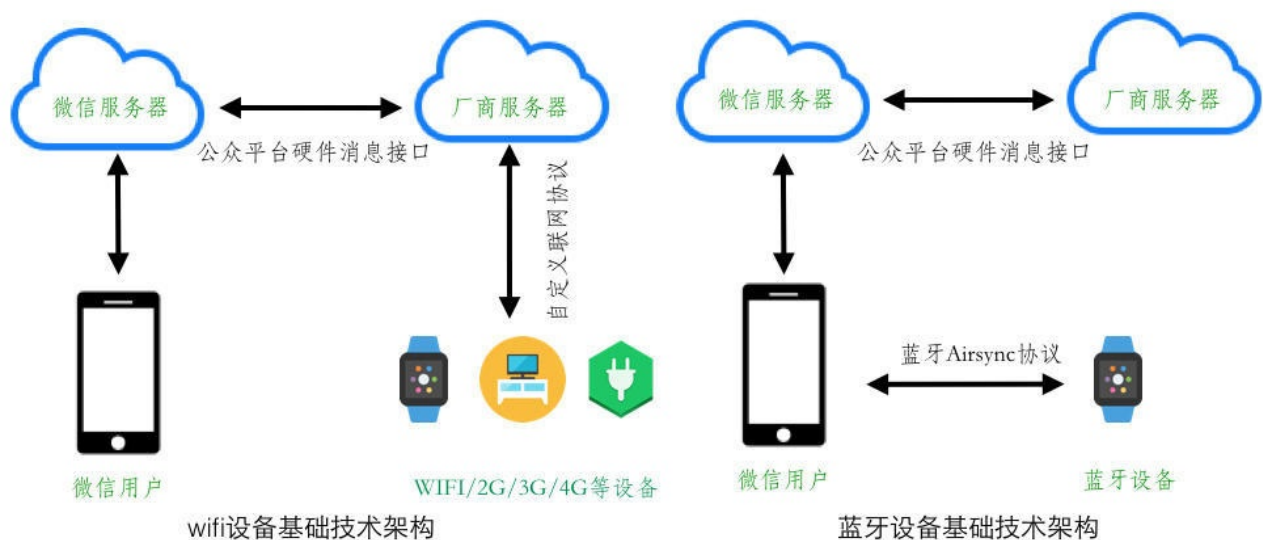 微信服务器
厂商服务器
公众平台硬件消息接口
自定义联网协议
微信用户
WIFI/2G/3G/4G等设备
wifi设备基础技术架构
微信服务器
厂商服务器
公众平台硬件消息接口
蓝牙Airsync协议
微信用户
蓝牙设备
蓝牙设备基础技术架构